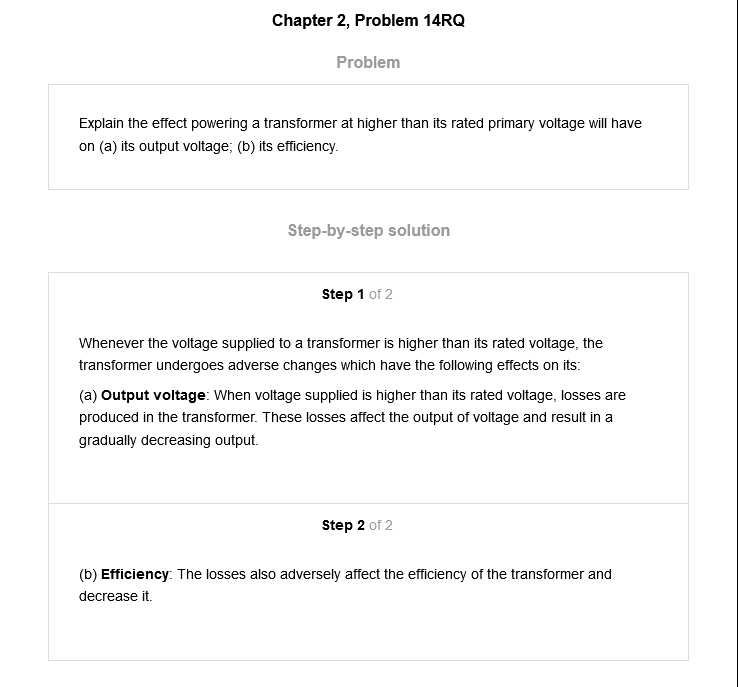 Chapter 2, Problem 14RQ
Problem
Explain the effect powering a transformer at higher than its rated primary voltage will have
on (a) its output voltage; (b) its efficiency.
Step-by-step solution
Step 1 of 2
Whenever the voltage supplied to a transformer is higher than its rated voltage, the
transformer undergoes adverse changes which have the following effects on its:
(a) Output voltage: When voltage supplied is higher than its rated voltage, losses are
produced in the transformer. These losses affect the output of voltage and result in a
gradually decreasing output.
Step 2 of 2
(b) Efficiency: The losses also adversely affect the efficiency of the transformer and
decrease it.